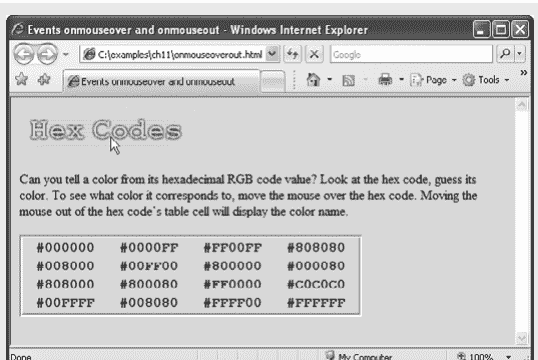 Events onmouseover and onmouseout - Windows Internet Explorer
C:\examples\ch11\onmouseoverout.html
Google
Events onmouseover and onmouseout
Page
Tools
»
Hex Codes
Can you tell a color from its hexadecimal RGB code value? Look at the hex code, guess its
color. To see what color it corresponds to, move the mouse over the hex code. Moving the
mouse out of the hex code's table cell will display the color name.
#000000 #0000FF #FF00FF #808080
#008000 #00FF00 #800000 #000080
#808000 #800080 #FF0000 #C0C0C0
#00FFFF #008080 #FFFF00 #FFFFFF
Done
My Computer
100%